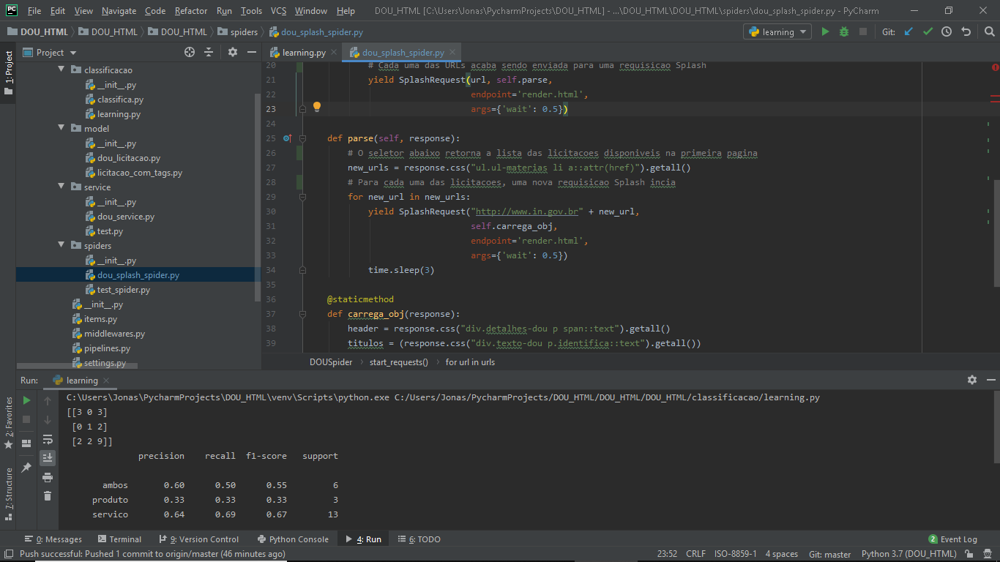 PC File Edit View Navigate Code Refactor Run Tools VCS Window Help DOU_HTML [C:\Users\Jonas\PycharmProjects\DOU_HTML] - ...\DOU_HTML\DOU_HTML\spiders\dou_splash_spider.py - PyCharm
DOU_HTML DOU_HTML DOU_HTML spiders dou_splash_spider.py learning Git:
1: Project
Project
classificacao
__init__.py
classifica.py
learning.py
model
__init__.py
dou_licitacao.py
licitacao_com_tags.py
service
__init__.py
dou_service.py
test.py
spiders
__init__.py
dou_splash_spider.py
test_spider.py
__init__.py
items.py
middlewares.py
pipelines.py
settings.py
learning.py dou_splash_spider.py
20 # Cada uma das URLs acaba sendo enviada para uma requisicao Splash
21 yield SplashRequest(url, self.parse,
22 endpoint='render.html',
23 args={'wait': 0.5})
24
25 def parse(self, response):
26 # O seletor abaixo retorna a lista das licitacoes disponiveis na primeira pagina
27 new_urls = response.css("ul.ul-materias li a::attr(href)").getall()
28 # Para cada uma das licitacoes, uma nova requisicao Splash incia
29 for new_url in new_urls:
30 yield SplashRequest("http://www.in.gov.br" + new_url,
31 self.carrega_obj,
32 endpoint='render.html',
33 args={'wait': 0.5})
34 time.sleep(3)
35
36 @staticmethod
37 def carrega_obj(response):
38 header = response.css("div.detalhes-dou p span::text").getall()
39 titulos = (response.css("div.texto-dou p.identifica::text").getall())
DOUSpider start_requests() for url in urls
Run: learning
2: Favorites
7: Structure
C:\Users\Jonas\PycharmProjects\DOU_HTML\venv\Scripts\python.exe C:/Users/Jonas/PycharmProjects/DOU_HTML/DOU_HTML/DOU_HTML/classificacao/learning.py
[[3 0 3]
[0 1 2]
[2 2 9]]
precision recall f1-score support
ambos 0.60 0.50 0.55 6
produto 0.33 0.33 0.33 3
servico 0.64 0.69 0.67 13
0: Messages Terminal 9: Version Control Python Console 4: Run 6: TODO 2 Event Log
Push successful: Pushed 1 commit to origin/master (46 minutes ago) 23:52 CRLF ISO-8859-1 4 spaces Git: master Python 3.7 (DOU_HTML)